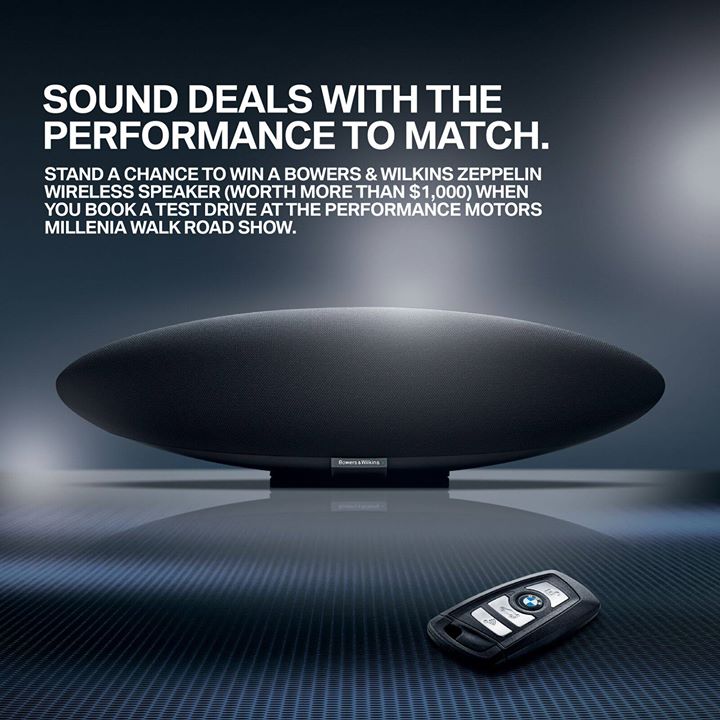 SOUND DEALS WITH THE
PERFORMANCE TO MATCH.
STAND A CHANCE TO WIN A BOWERS & WILKINS ZEPPELIN
WIRELESS SPEAKER (WORTH MORE THAN $1,000) WHEN
YOU BOOK A TEST DRIVE AT THE PERFORMANCE MOTORS
MILLENIA WALK ROAD SHOW.
Bowers & Wilkins
BMW